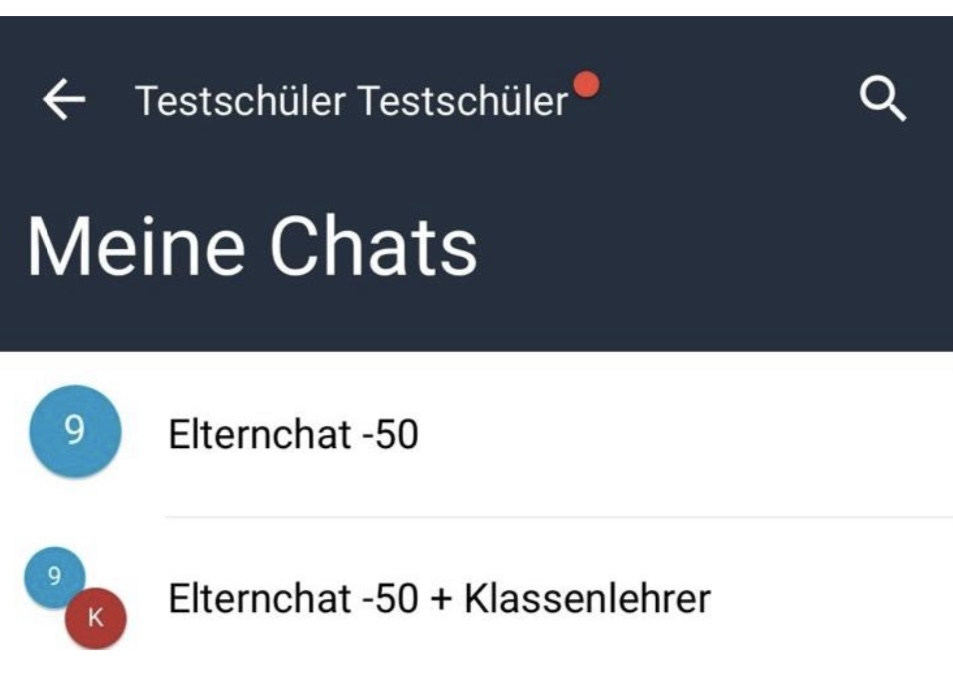 Testschüler Testschüler
Meine Chats
9
Elternchat -50
9
K
Elternchat -50 + Klassenlehrer